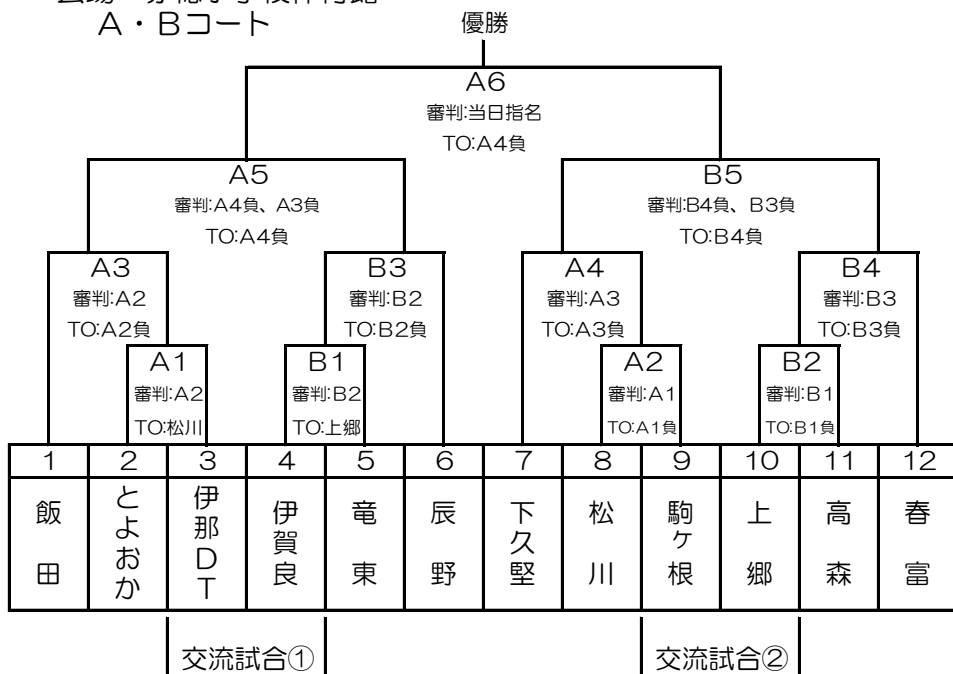 A・Bコート
優勝
A6
審判:当日指名
TO:A4負
A5
審判:A4負、A3負
TO:A4負
B5
審判:B4負、B3負
TO:B4負
A3
審判:A2
TO:A2負
B3
審判:B2
TO:B2負
A4
審判:A3
TO:A3負
B4
審判:B3
TO:B3負
A1
審判:A2
TO:松川
B1
審判:B2
TO:上郷
A2
審判:A1
TO:A1負
B2
審判:B1
TO:B1負
1 2 3 4 5 6 7 8 9 10 11 12
飯田
とよおか
伊那DT
伊賀良
竜東
辰野
下久堅
松川
駒ヶ根
上郷
高森
春富
交流試合① 交流試合②